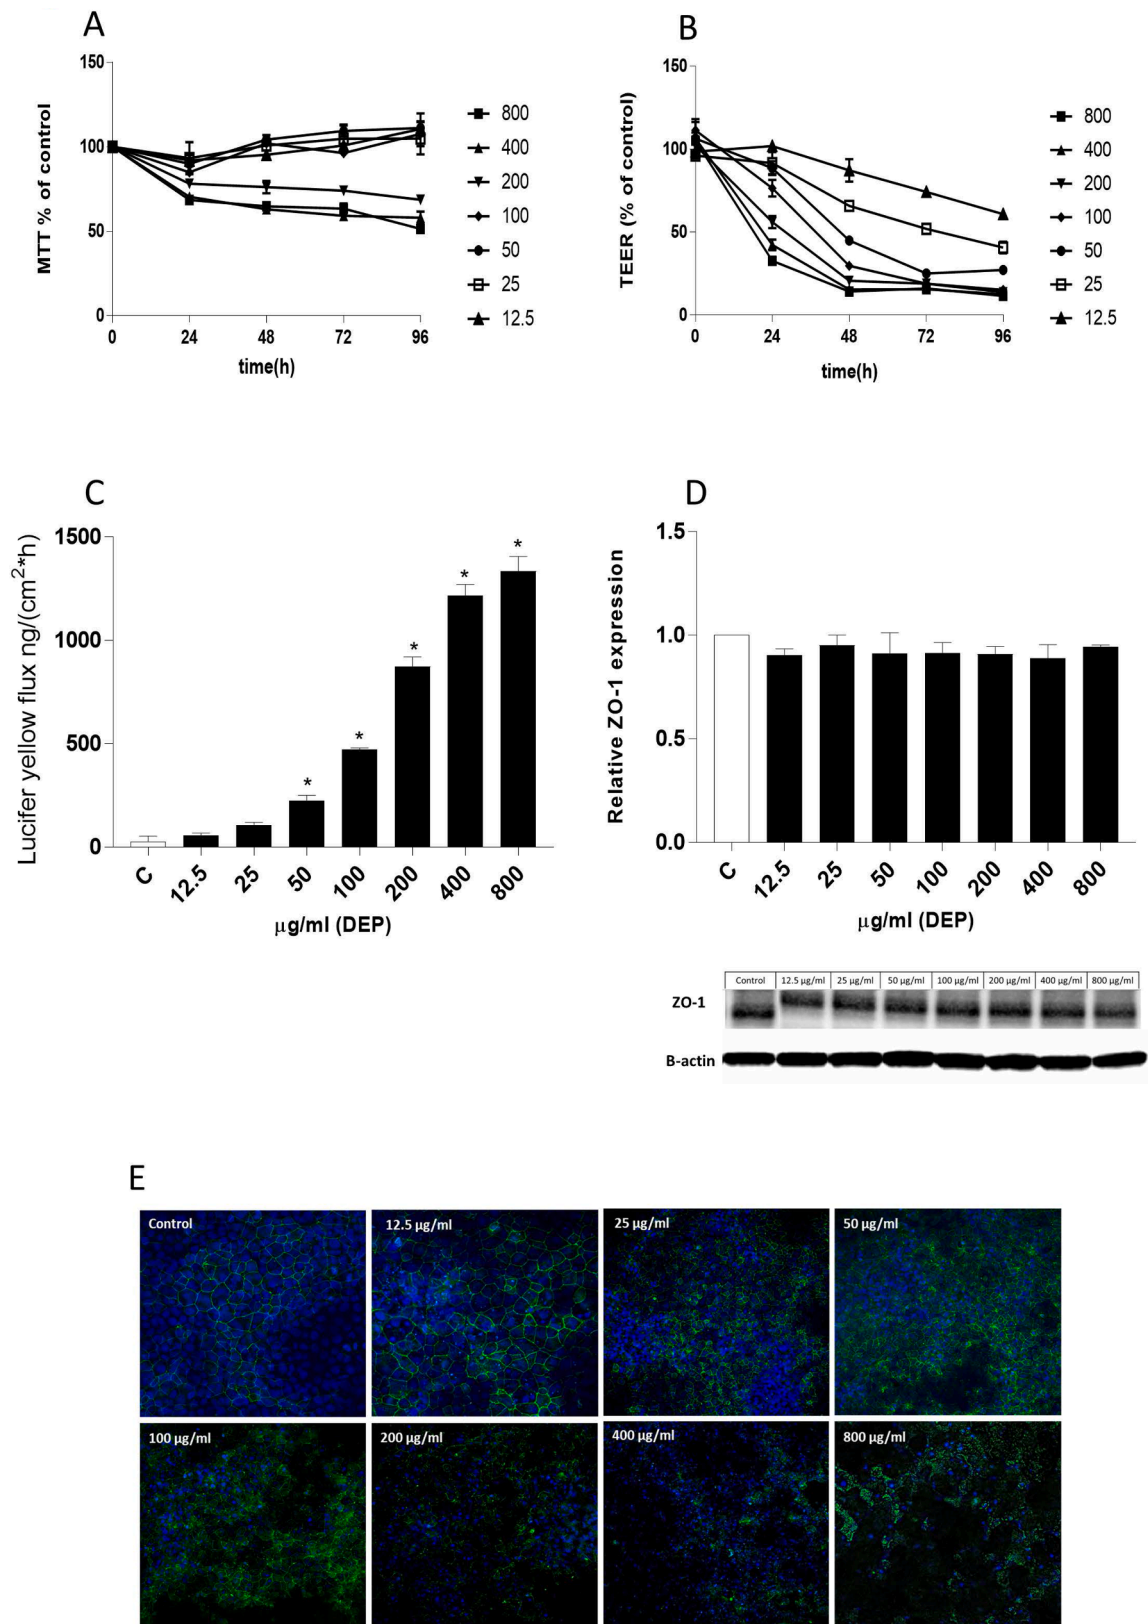 A
MTT % of control
150
100
50
0
0 24 48 72 96
time(h)
800
400
200
100
50
25
12.5
B
TEER (% of control)
150
100
50
0
0 24 48 72 96
time(h)
800
400
200
100
50
25
12.5
C
Lucifer yellow flux ng/(cm²*h)
1500
1000
500
0
* * * * *
C 12.5 25 50 100 200 400 800
µg/ml (DEP)
D
Relative ZO-1 expression
1.5
1.0
0.5
0.0
C 12.5 25 50 100 200 400 800
µg/ml (DEP)
Control 12.5 µg/ml 25 µg/ml 50 µg/ml 100 µg/ml 200 µg/ml 400 µg/ml 800 µg/ml
ZO-1
B-actin
E
Control 12.5 µg/ml 25 µg/ml 50 µg/ml
100 µg/ml 200 µg/ml 400 µg/ml 800 µg/ml